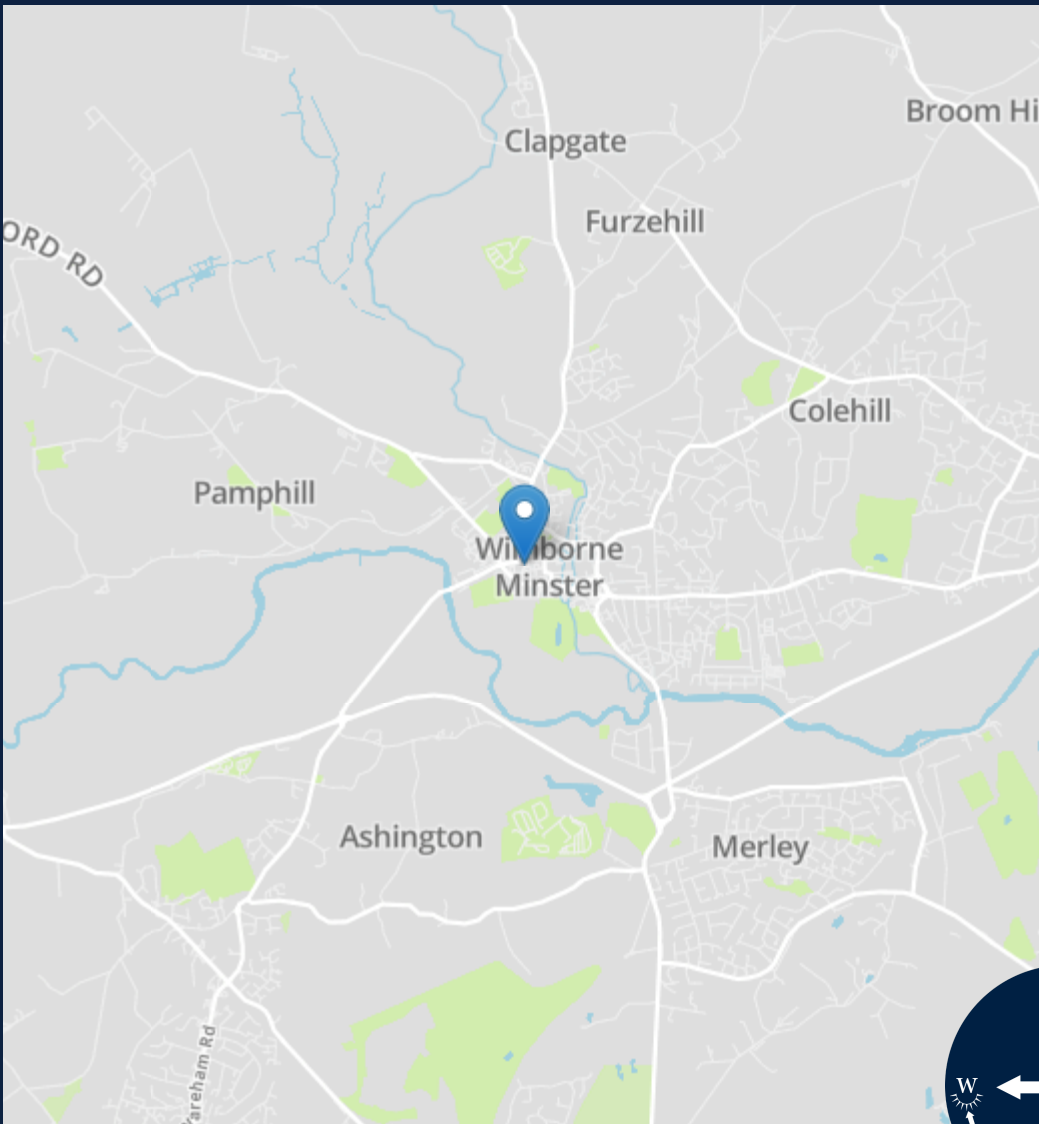 Broom Hi
Clapgate
Furzehill
ORD RD
Colehill
Pamphill
Wimborne
Minster
Ashington
Merley
Wareham Rd
W